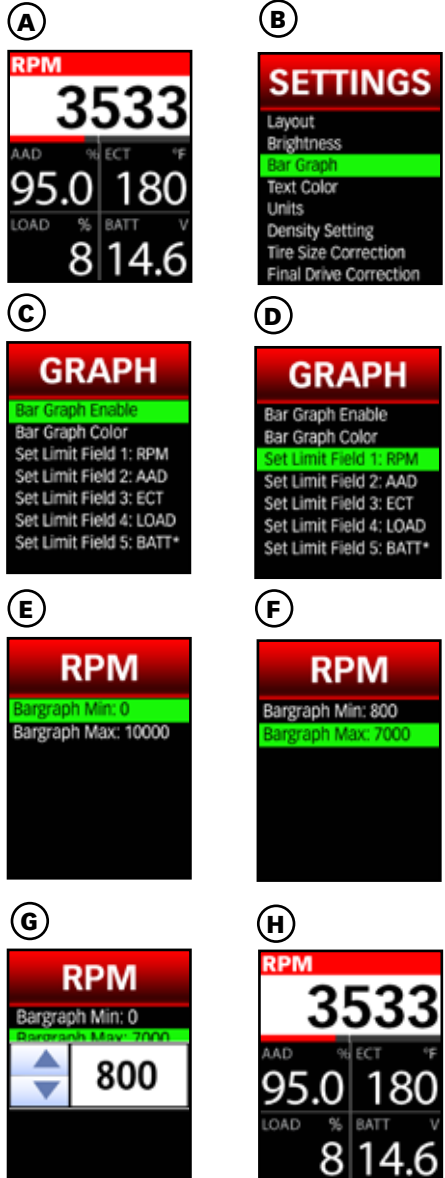 A
RPM
3533
AAD % ECT °F
95.0 180
LOAD % BATT V
8 14.6
B
SETTINGS
Layout
Brightness
Bar Graph
Text Color
Units
Density Setting
Tire Size Correction
Final Drive Correction
C
GRAPH
Bar Graph Enable
Bar Graph Color
Set Limit Field 1: RPM
Set Limit Field 2: AAD
Set Limit Field 3: ECT
Set Limit Field 4: LOAD
Set Limit Field 5: BATT*
D
GRAPH
Bar Graph Enable
Bar Graph Color
Set Limit Field 1: RPM
Set Limit Field 2: AAD
Set Limit Field 3: ECT
Set Limit Field 4: LOAD
Set Limit Field 5: BATT*
E
RPM
Bargraph Min: 0
Bargraph Max: 10000
F
RPM
Bargraph Min: 800
Bargraph Max: 7000
G
RPM
Bargraph Min: 0
Bargraph Max: 7000
800
H
RPM
3533
AAD % ECT °F
95.0 180
LOAD % BATT V
8 14.6